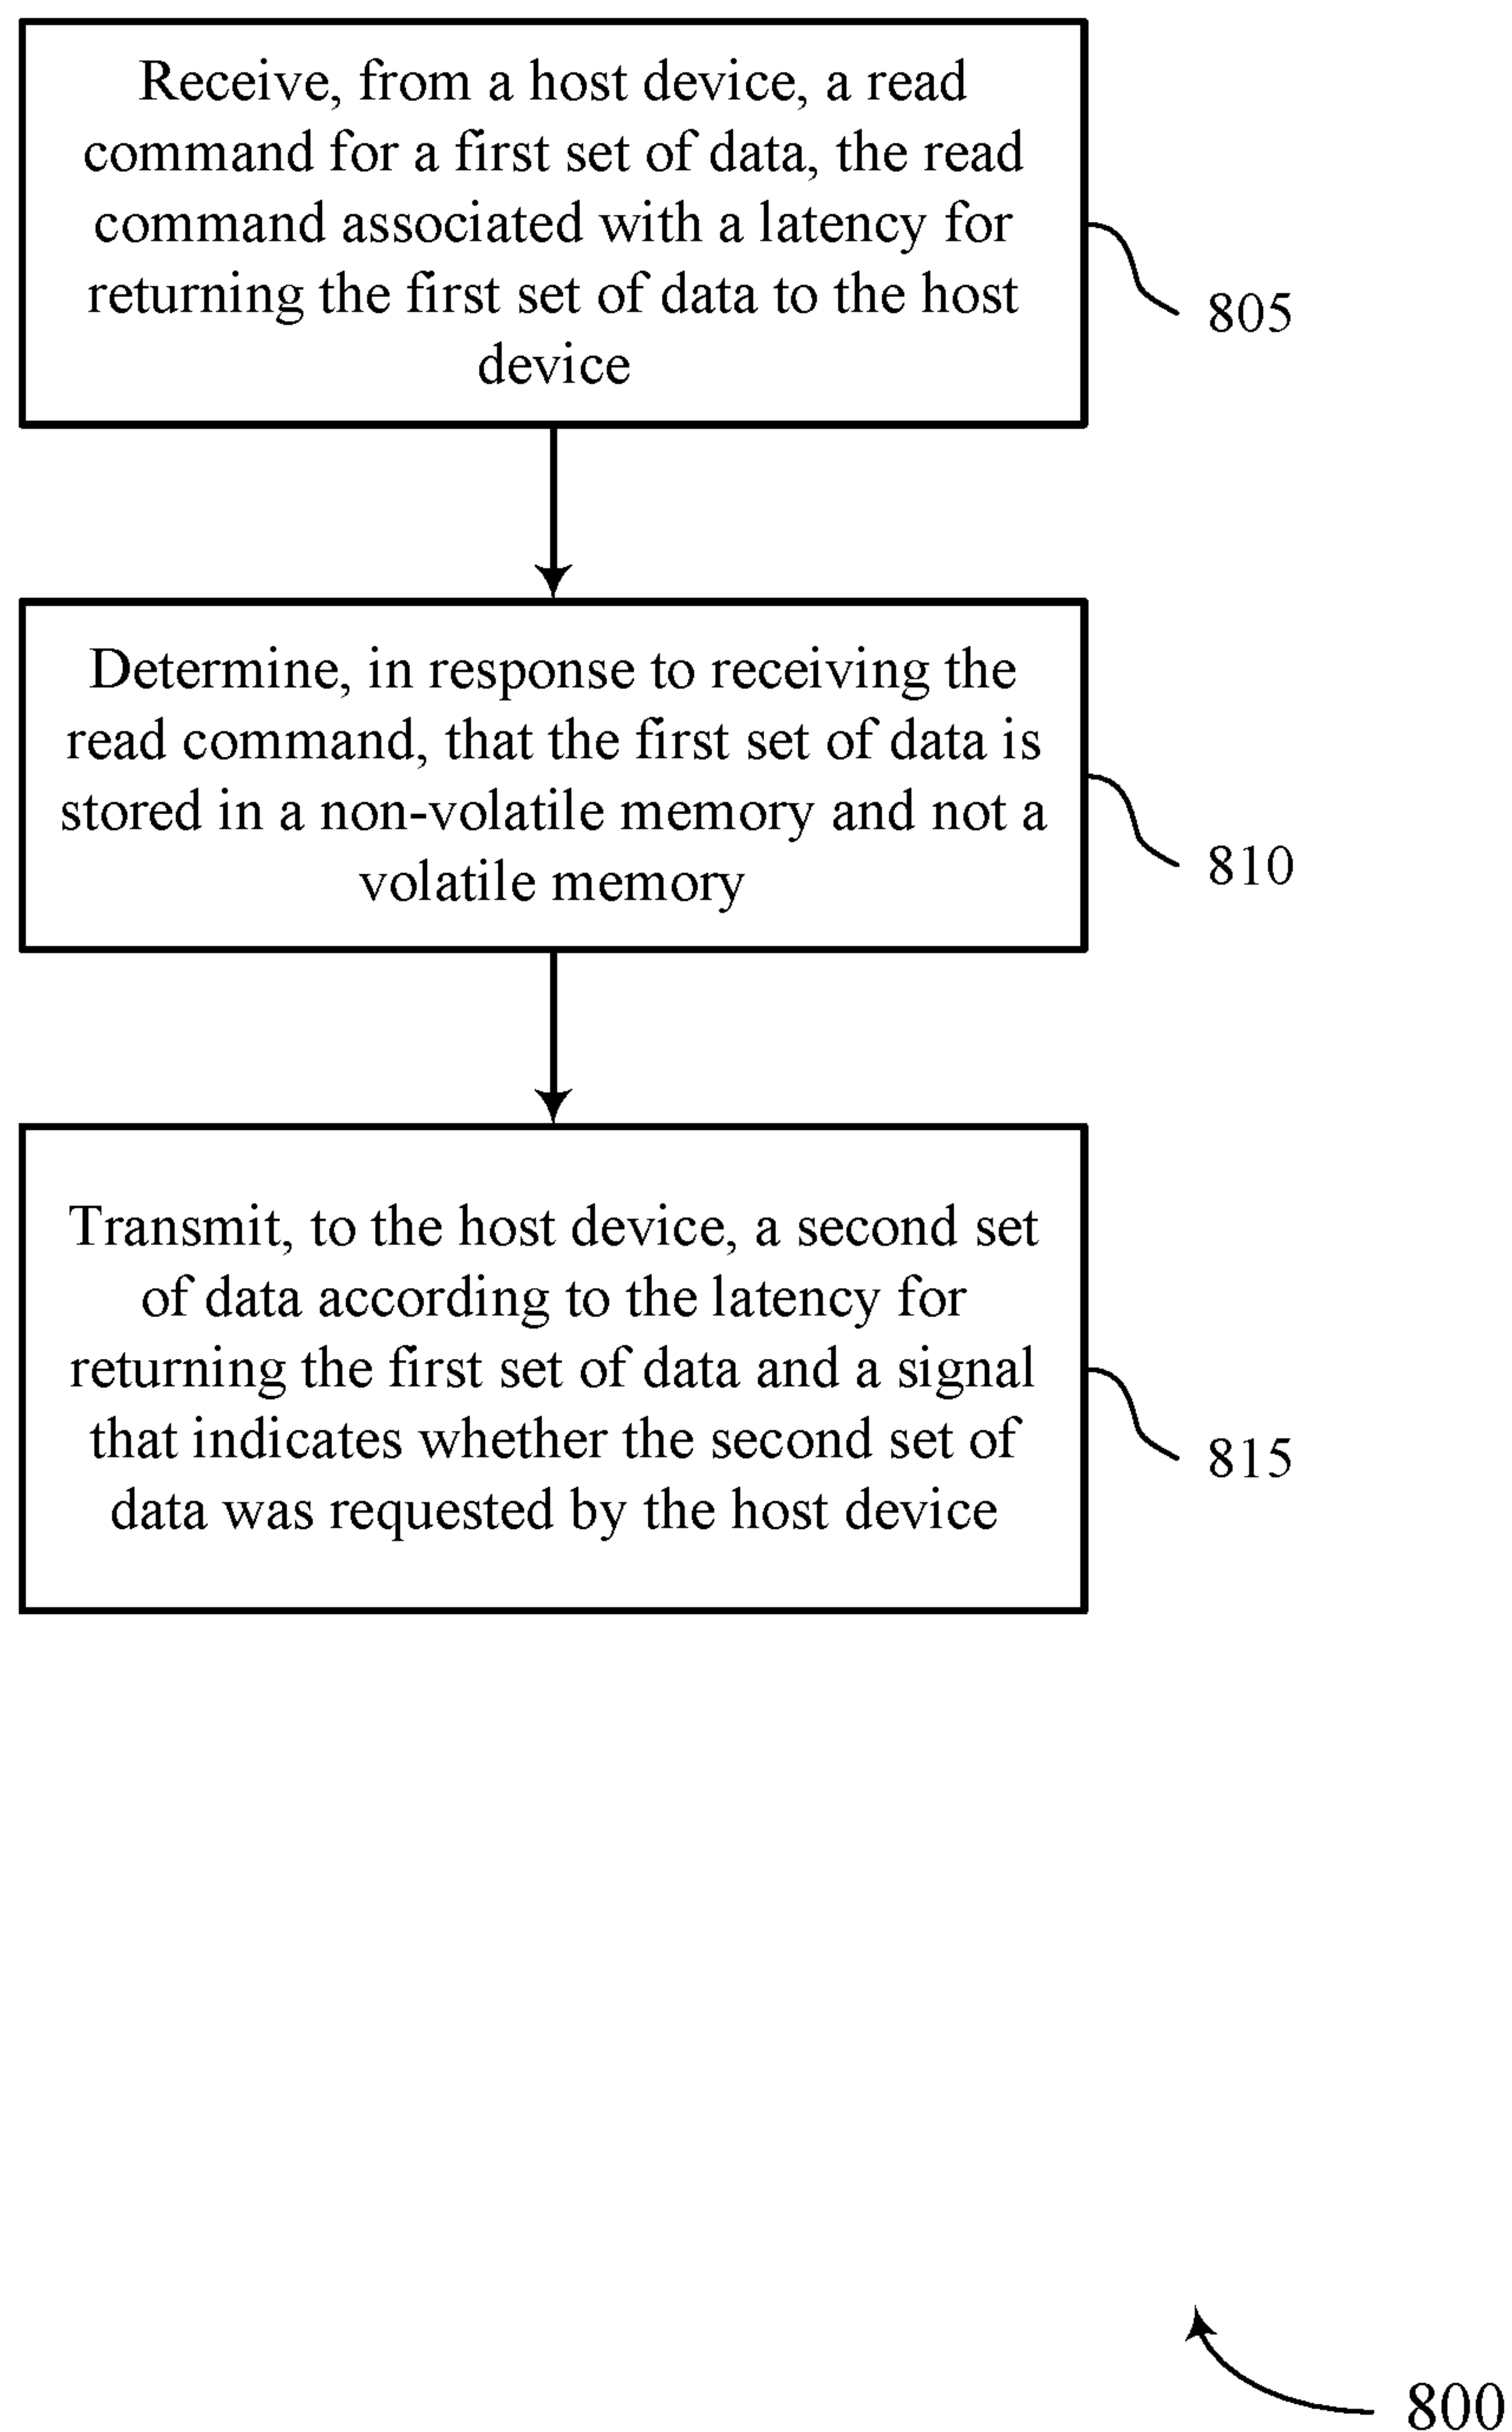 Receive, from a host device, a read
command for a first set of data, the read
command associated with a latency for
returning the first set of data to the host
device
805
Determine, in response to receiving the
read command, that the first set of data is
stored in a non-volatile memory and not a
volatile memory
810
Transmit, to the host device, a second set
of data according to the latency for
returning the first set of data and a signal
that indicates whether the second set of
data was requested by the host device
815
800